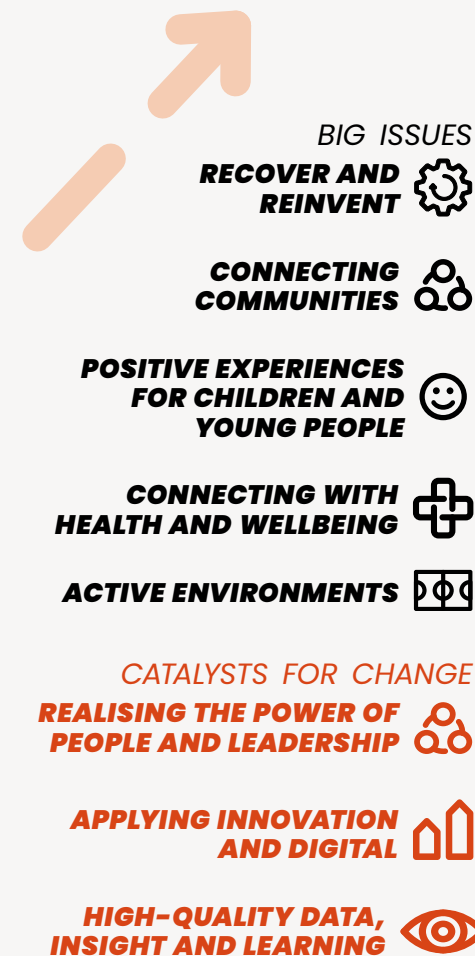 BIG ISSUES
RECOVER AND
REINVENT
CONNECTING
COMMUNITIES
POSITIVE EXPERIENCES
FOR CHILDREN AND
YOUNG PEOPLE
CONNECTING WITH
HEALTH AND WELLBEING
ACTIVE ENVIRONMENTS
CATALYSTS FOR CHANGE
REALISING THE POWER OF
PEOPLE AND LEADERSHIP
APPLYING INNOVATION
AND DIGITAL
HIGH-QUALITY DATA,
INSIGHT AND LEARNING